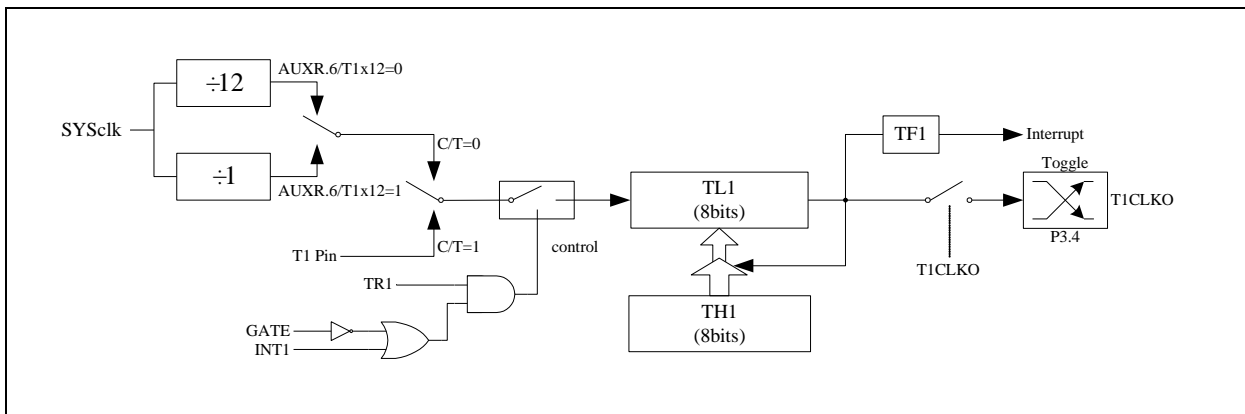 ÷12
AUXR.6/T1x12=0
SYSclk
÷1
AUXR.6/T1x12=1
C/T=0
C/T=1
T1 Pin
control
TR1
GATE
INT1
TL1
(8bits)
TH1
(8bits)
TF1
Interrupt
Toggle
T1CLKO
P3.4
T1CLKO